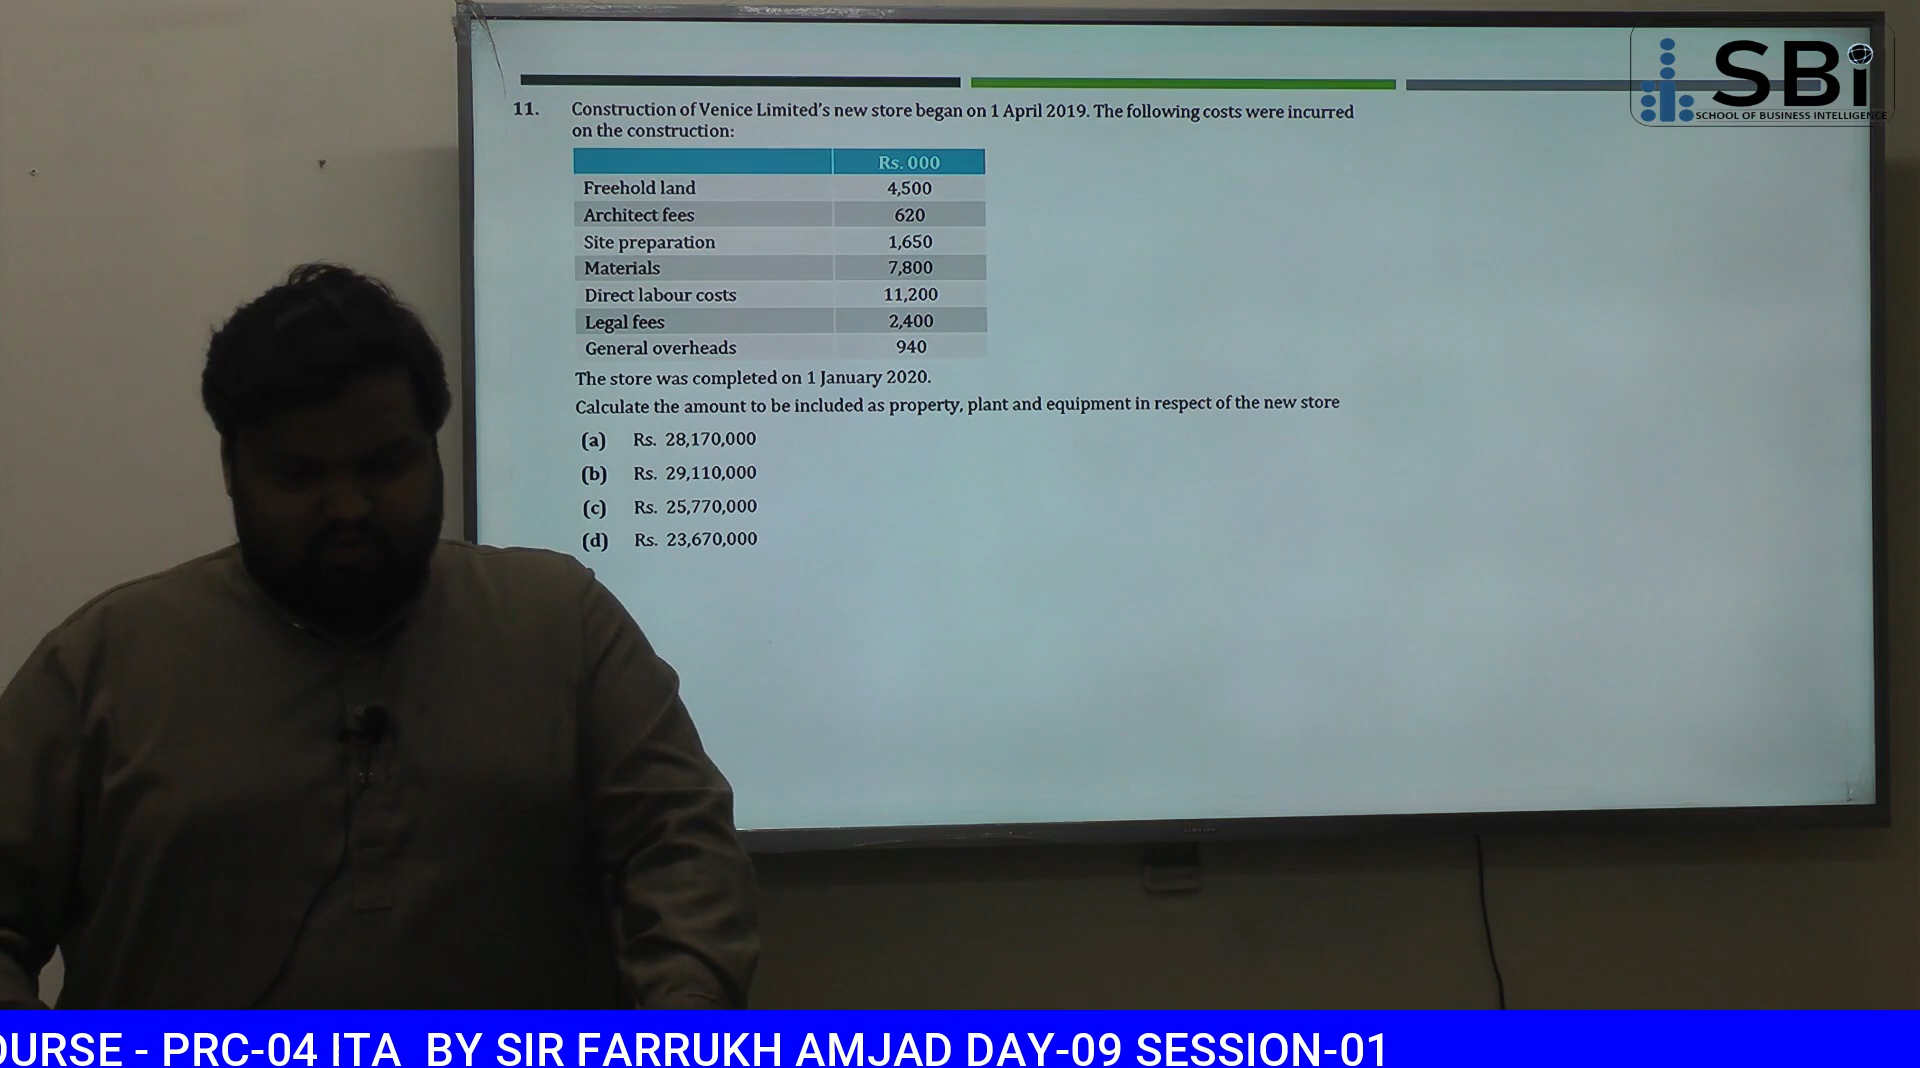 SBi
SCHOOL OF BUSINESS INTELLIGENCE
11. Construction of Venice Limited's new store began on 1 April 2019. The following costs were incurred
on the construction:
Rs. 000
Freehold land 4,500
Architect fees 620
Site preparation 1,650
Materials 7,800
Direct labour costs 11,200
Legal fees 2,400
General overheads 940
The store was completed on 1 January 2020.
Calculate the amount to be included as property, plant and equipment in respect of the new store
(a) Rs. 28,170,000
(b) Rs. 29,110,000
(c) Rs. 25,770,000
(d) Rs. 23,670,000
OURSE - PRC-04 ITA BY SIR FARRUKH AMJAD DAY-09 SESSION-01